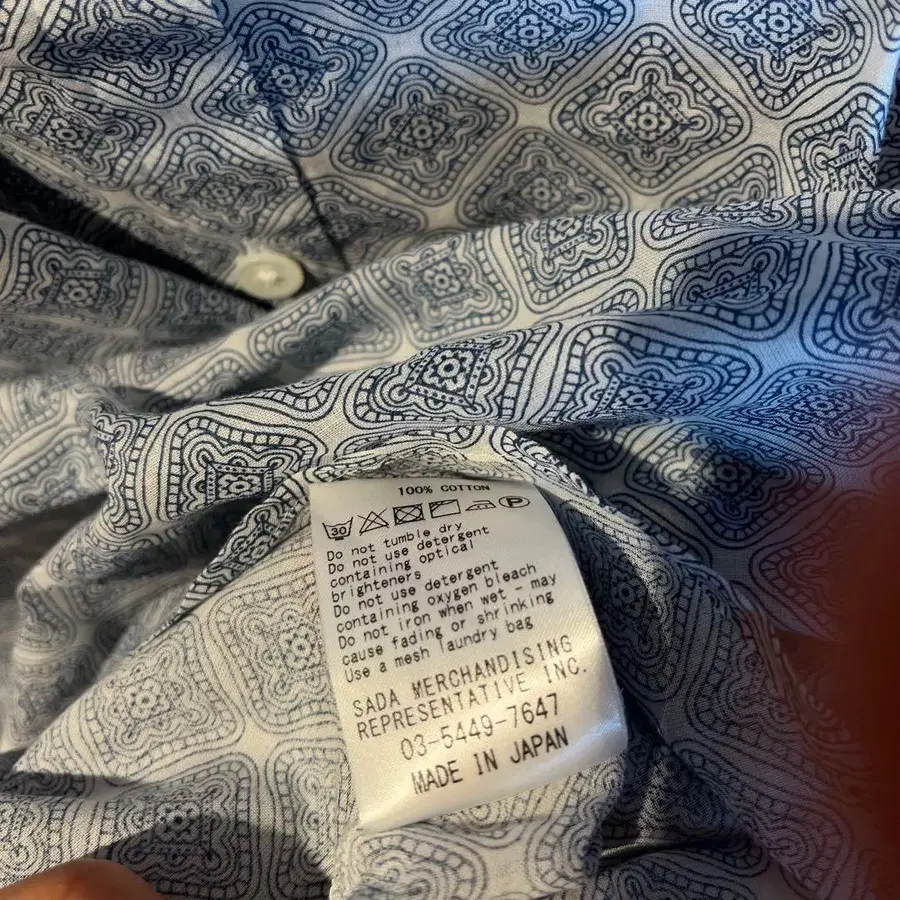 100% COTTON
30 P
Do not tumble dry
Do not use detergent
containing optical
brighteners
Do not use detergent
containing oxygen bleach
Do not iron when wet - may
cause fading or shrinking
Use a mesh laundry bag
SADA MERCHANDISING
REPRESENTATIVE INC.
03-5449-7647
MADE IN JAPAN